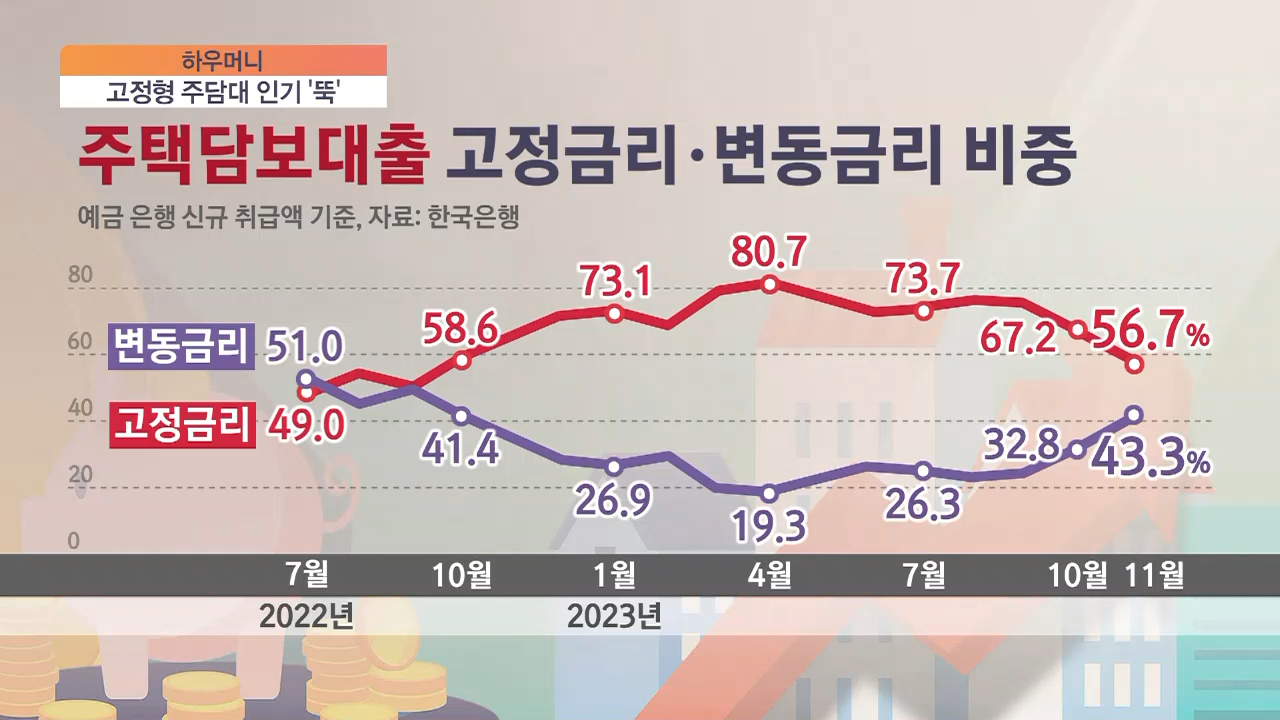 하우머니
고정형 주담대 인기 '뚝'
주택담보대출 고정금리·변동금리 비중
예금 은행 신규 취급액 기준, 자료: 한국은행
80
60
40
20
0
변동금리 51.0
고정금리 49.0
58.6
73.1
80.7
73.7
67.2
56.7%
41.4
26.9
19.3
26.3
32.8
43.3%
7월 10월 1월 4월 7월 10월 11월
2022년 2023년